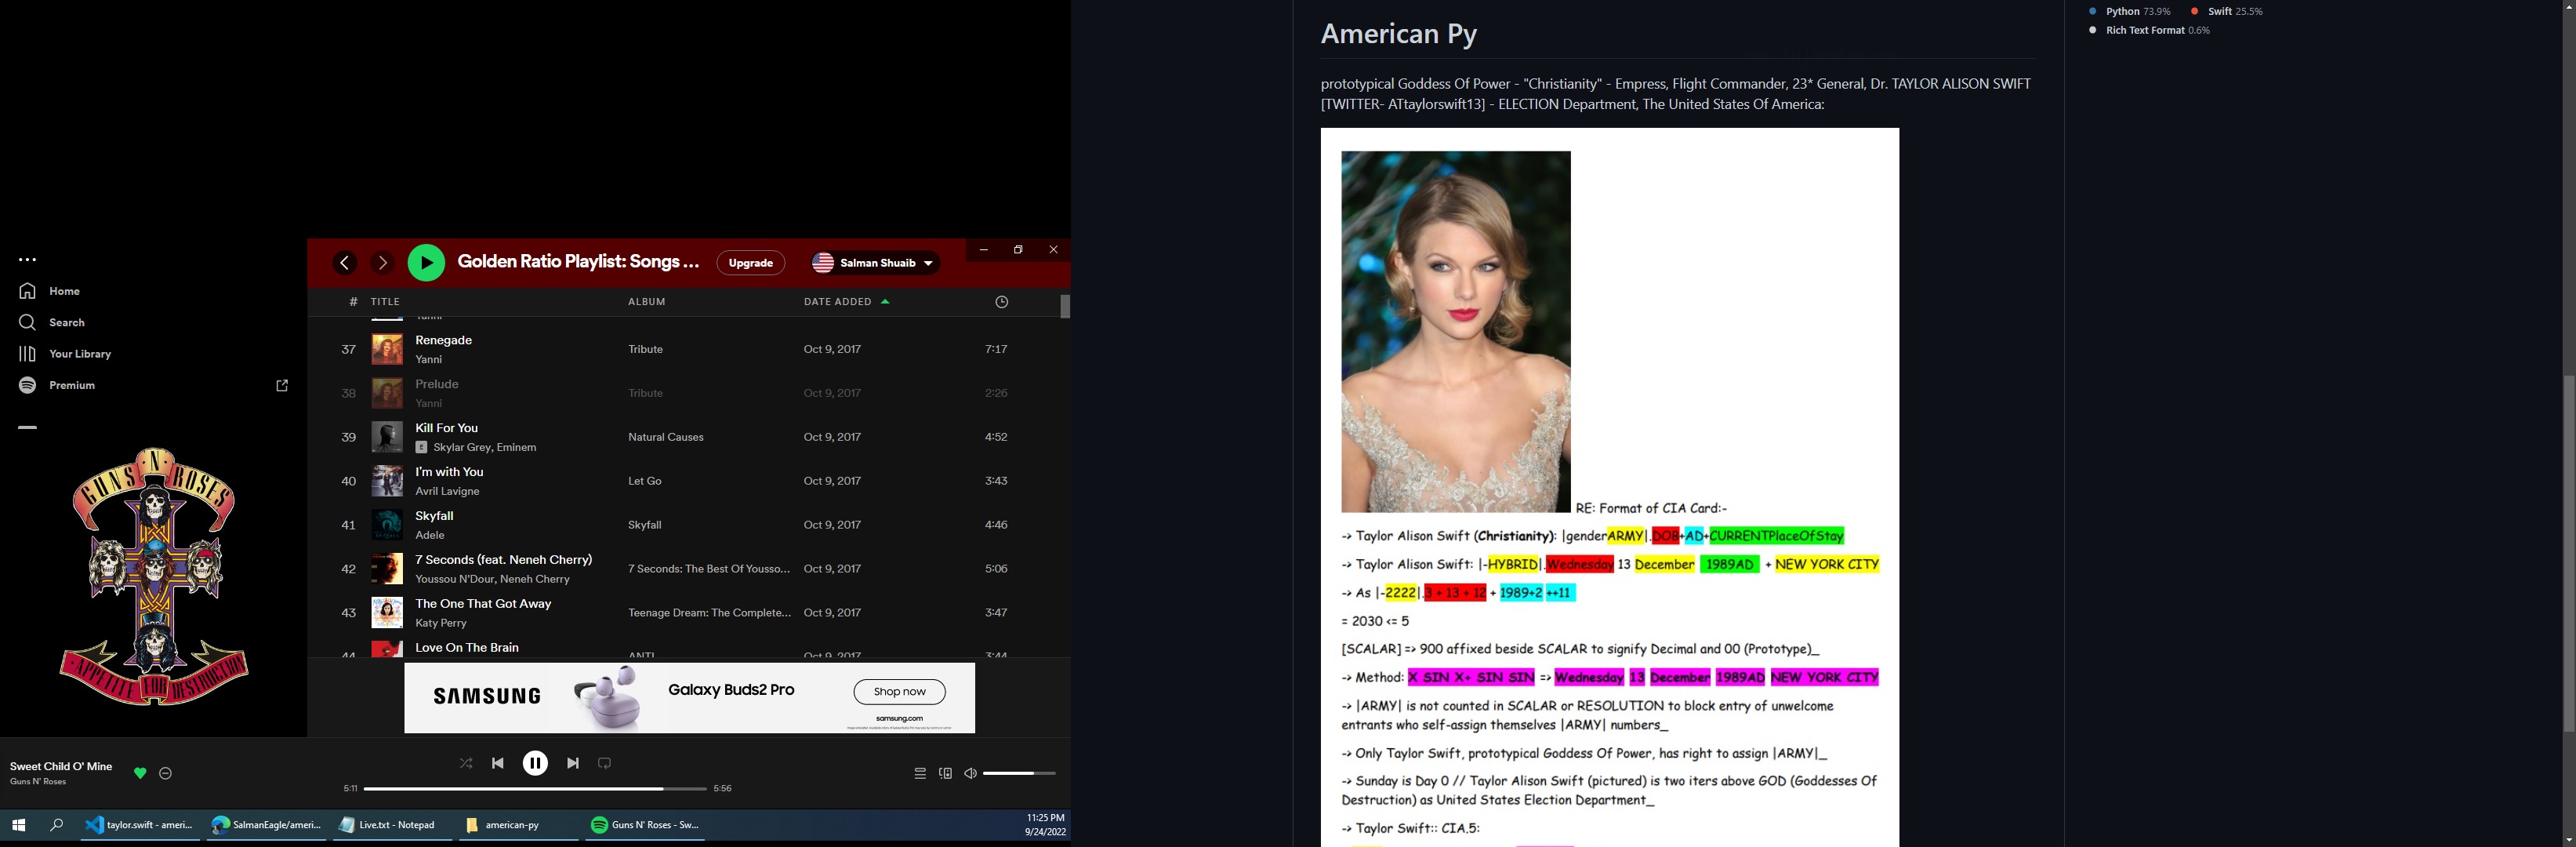 Golden Ratio Playlist: Songs ...
Upgrade
Salman Shuaib
Home
Search
Your Library
Premium
# TITLE ALBUM DATE ADDED
Yanni
37 Renegade Tribute Oct 9, 2017 7:17
Yanni
38 Prelude Tribute Oct 9, 2017 2:26
Yanni
39 Kill For You Natural Causes Oct 9, 2017 4:52
E Skylar Grey, Eminem
40 I'm with You Let Go Oct 9, 2017 3:43
Avril Lavigne
41 Skyfall Skyfall Oct 9, 2017 4:46
Adele
42 7 Seconds (feat. Neneh Cherry) 7 Seconds: The Best Of Yousso... Oct 9, 2017 5:06
Youssou N'Dour, Neneh Cherry
43 The One That Got Away Teenage Dream: The Complete... Oct 9, 2017 3:47
Katy Perry
44 Love On The Brain ANTI Oct 9, 2017 3:44
GUNS N' ROSES
APPETITE FOR DESTRUCTION
SAMSUNG
Galaxy Buds2 Pro
Shop now
samsung.com
Sweet Child O' Mine
Guns N' Roses
5:11
5:56
taylor.swift - ameri...
SalmanEagle/ameri...
Live.txt - Notepad
american-py
Guns N' Roses - Sw...
11:25 PM
9/24/2022
American Py
prototypical Goddess Of Power - "Christianity" - Empress, Flight Commander, 23* General, Dr. TAYLOR ALISON SWIFT
[TWITTER- ATtaylorswift13] - ELECTION Department, The United States Of America:
RE: Format of CIA Card:-
-> Taylor Alison Swift (Christianity): |genderARMY|.DOB+AD+CURRENTPlaceOfStay
-> Taylor Alison Swift: |-HYBRID|.Wednesday 13 December 1989AD + NEW YORK CITY
-> As |-2222|.3 + 13 + 12 + 1989+2 ++11
= 2030 <= 5
[SCALAR] => 900 affixed beside SCALAR to signify Decimal and 00 (Prototype)_
-> Method: X SIN X+ SIN SIN => Wednesday 13 December 1989AD NEW YORK CITY
-> |ARMY| is not counted in SCALAR or RESOLUTION to block entry of unwelcome
entrants who self-assign themselves |ARMY| numbers_
-> Only Taylor Swift, prototypical Goddess Of Power, has right to assign |ARMY|_
-> Sunday is Day 0 // Taylor Alison Swift (pictured) is two iters above GOD (Goddesses Of
Destruction) as United States Election Department_
-> Taylor Swift:: CIA.5:
Python 73.9% Swift 25.5%
Rich Text Format 0.6%